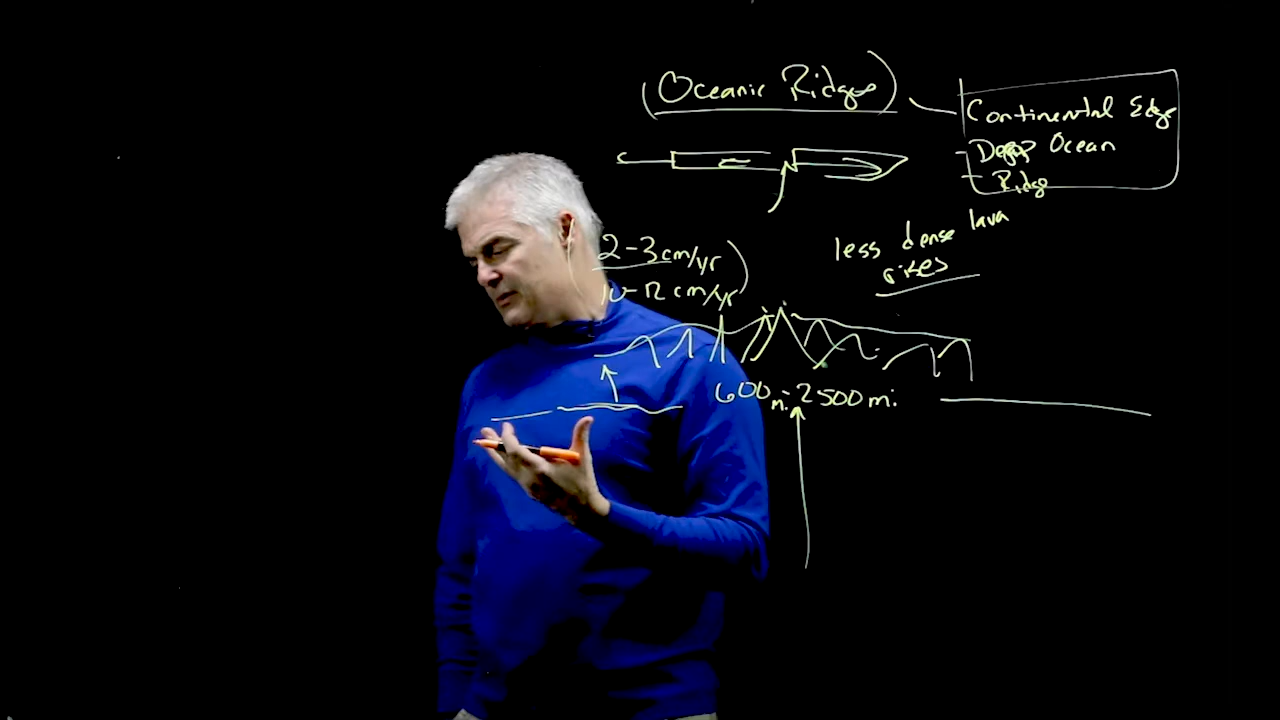 (Oceanic Ridges)
Continental Edge
Deep Ocean
Ridge
less dense lava
rises
2-3 cm/yr)
10-12 cm/yr
600 mi - 2500 mi